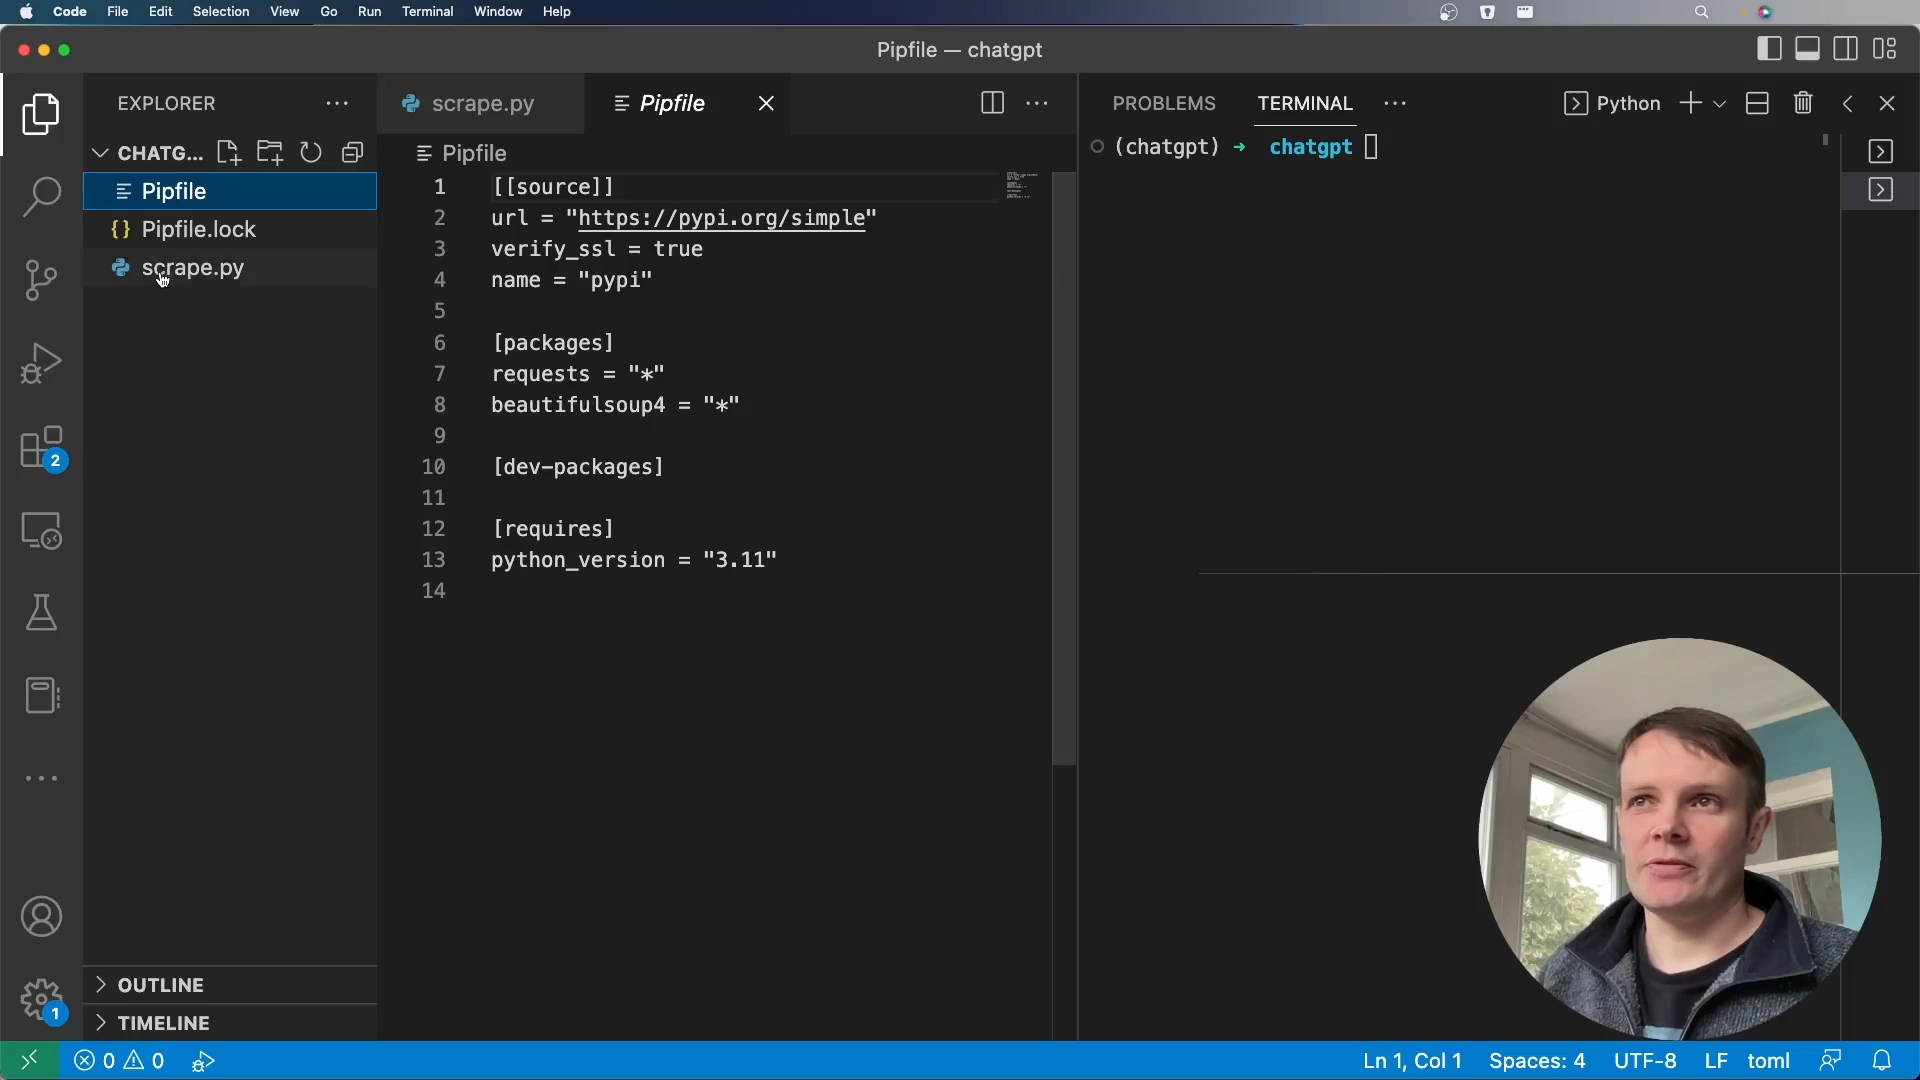 Code File Edit Selection View Go Run Terminal Window Help
Pipfile — chatgpt
EXPLORER
CHATG...
Pipfile
Pipfile.lock
scrape.py
OUTLINE
TIMELINE
scrape.py
Pipfile
Pipfile
1 [[source]]
2 url = "https://pypi.org/simple"
3 verify_ssl = true
4 name = "pypi"
5
6 [packages]
7 requests = "*"
8 beautifulsoup4 = "*"
9
10 [dev-packages]
11
12 [requires]
13 python_version = "3.11"
14
PROBLEMS TERMINAL Python
(chatgpt) → chatgpt
2
1
0 0
Ln 1, Col 1 Spaces: 4 UTF-8 LF toml